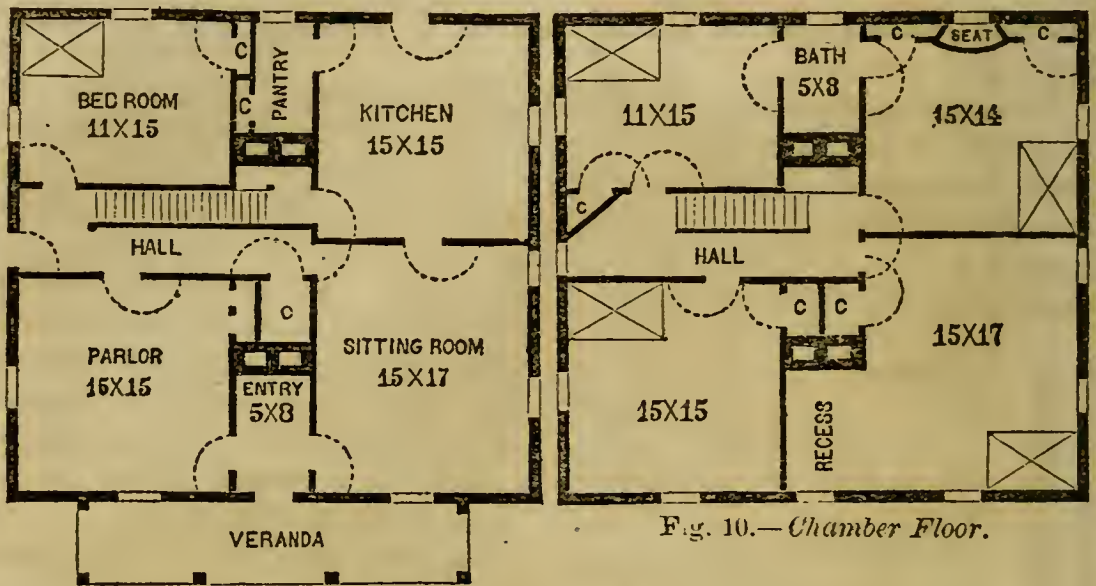 C
PANTRY
BED ROOM
11X15
C
KITCHEN
15X15
HALL
C
PARLOR
15X15
SITTING ROOM
15X17
ENTRY
5X8
VERANDA
C
SEAT
C
BATH
5X8
11X15
15X14
C
HALL
C
C
15X17
15X15
RECESS
Fig. 10.—Chamber Floor.